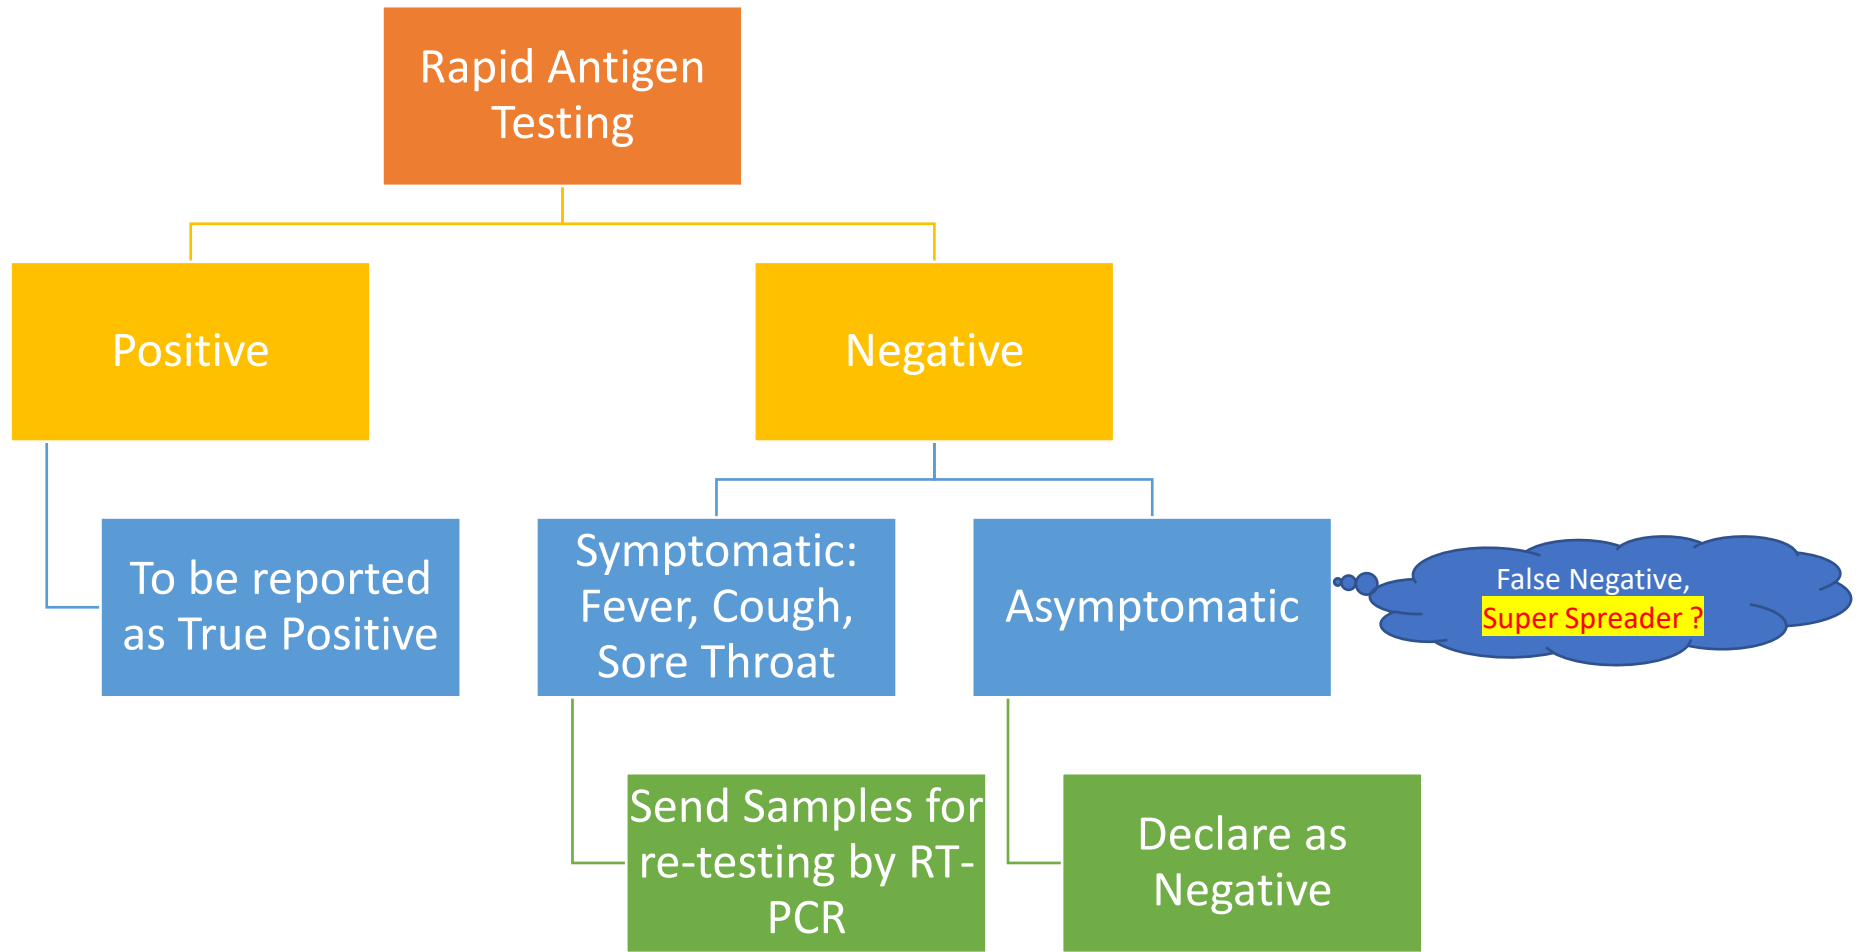 Rapid Antigen
Testing
Positive
Negative
To be reported
as True Positive
Symptomatic:
Fever, Cough,
Sore Throat
Asymptomatic
False Negative,
Super Spreader ?
Send Samples for
re-testing by RT-
PCR
Declare as
Negative